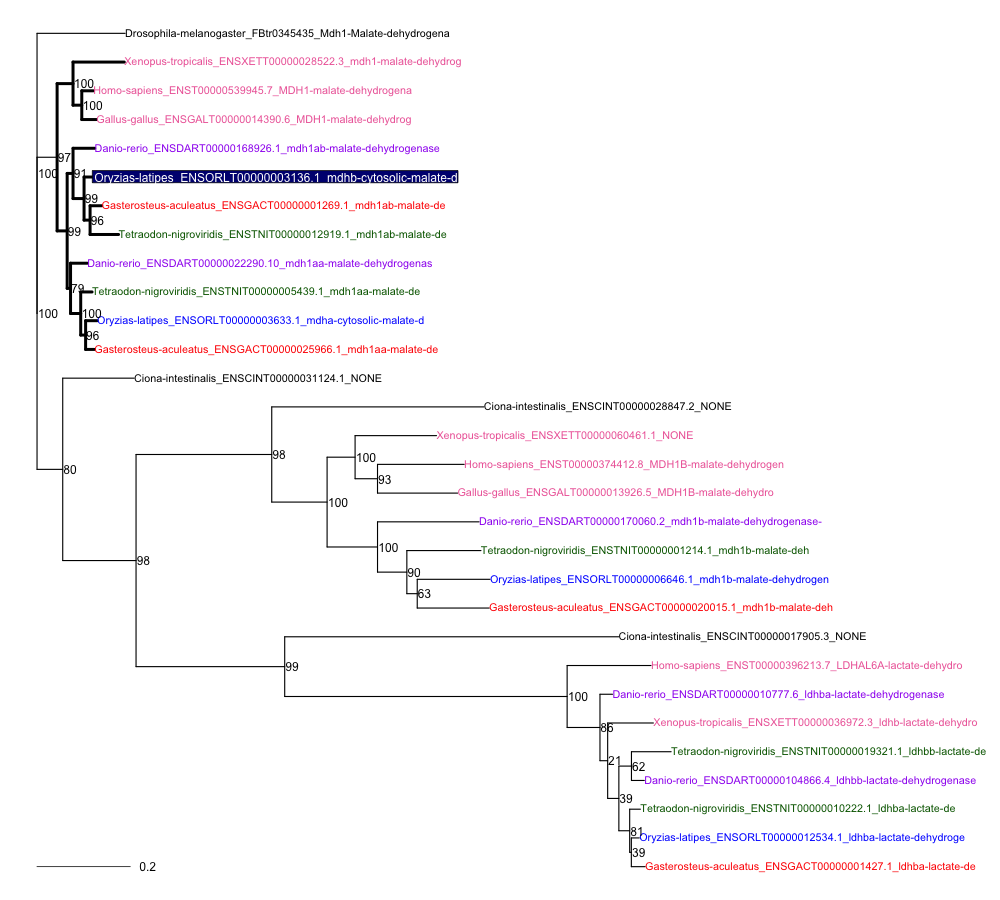 Drosophila-melanogaster_FBtr0345435_Mdh1-Malate-dehydrogena
Xenopus-tropicalis_ENSXETT00000028522.3_mdh1-malate-dehydrog
100
Homo-sapiens_ENST00000539945.7_MDH1-malate-dehydrogena
100
Gallus-gallus_ENSGALT00000014390.6_MDH1-malate-dehydrog
Danio-rerio_ENSDART00000168926.1_mdh1ab-malate-dehydrogenase
97
100
91
Oryzias-latipes_ENSORLT00000003136.1_mdhb-cytosolic-malate-d
99
Gasterosteus-aculeatus_ENSGACT00000001269.1_mdh1ab-malate-de
96
99
Tetraodon-nigroviridis_ENSTNIT00000012919.1_mdh1ab-malate-de
Danio-rerio_ENSDART00000022290.10_mdh1aa-malate-dehydrogenas
79
Tetraodon-nigroviridis_ENSTNIT00000005439.1_mdh1aa-malate-de
100
100
Oryzias-latipes_ENSORLT00000003633.1_mdha-cytosolic-malate-d
96
Gasterosteus-aculeatus_ENSGACT00000025966.1_mdh1aa-malate-de
Ciona-intestinalis_ENSCINT00000031124.1_NONE
Ciona-intestinalis_ENSCINT00000028847.2_NONE
Xenopus-tropicalis_ENSXETT00000060461.1_NONE
98
100
80
Homo-sapiens_ENST00000374412.8_MDH1B-malate-dehydrogen
93
Gallus-gallus_ENSGALT00000013926.5_MDH1B-malate-dehydro
100
Danio-rerio_ENSDART00000170060.2_mdh1b-malate-dehydrogenase-
100
Tetraodon-nigroviridis_ENSTNIT00000001214.1_mdh1b-malate-deh
98
90
Oryzias-latipes_ENSORLT00000006646.1_mdh1b-malate-dehydrogen
63
Gasterosteus-aculeatus_ENSGACT00000020015.1_mdh1b-malate-deh
Ciona-intestinalis_ENSCINT00000017905.3_NONE
99
Homo-sapiens_ENST00000396213.7_LDHAL6A-lactate-dehydro
100
Danio-rerio_ENSDART00000010777.6_ldhba-lactate-dehydrogenase
86
Xenopus-tropicalis_ENSXETT00000036972.3_ldhb-lactate-dehydro
Tetraodon-nigroviridis_ENSTNIT00000019321.1_ldhbb-lactate-de
21
62
Danio-rerio_ENSDART00000104866.4_ldhbb-lactate-dehydrogenase
39
Tetraodon-nigroviridis_ENSTNIT00000010222.1_ldhba-lactate-de
81
Oryzias-latipes_ENSORLT00000012534.1_ldhba-lactate-dehydroge
39
Gasterosteus-aculeatus_ENSGACT00000001427.1_ldhba-lactate-de
0.2